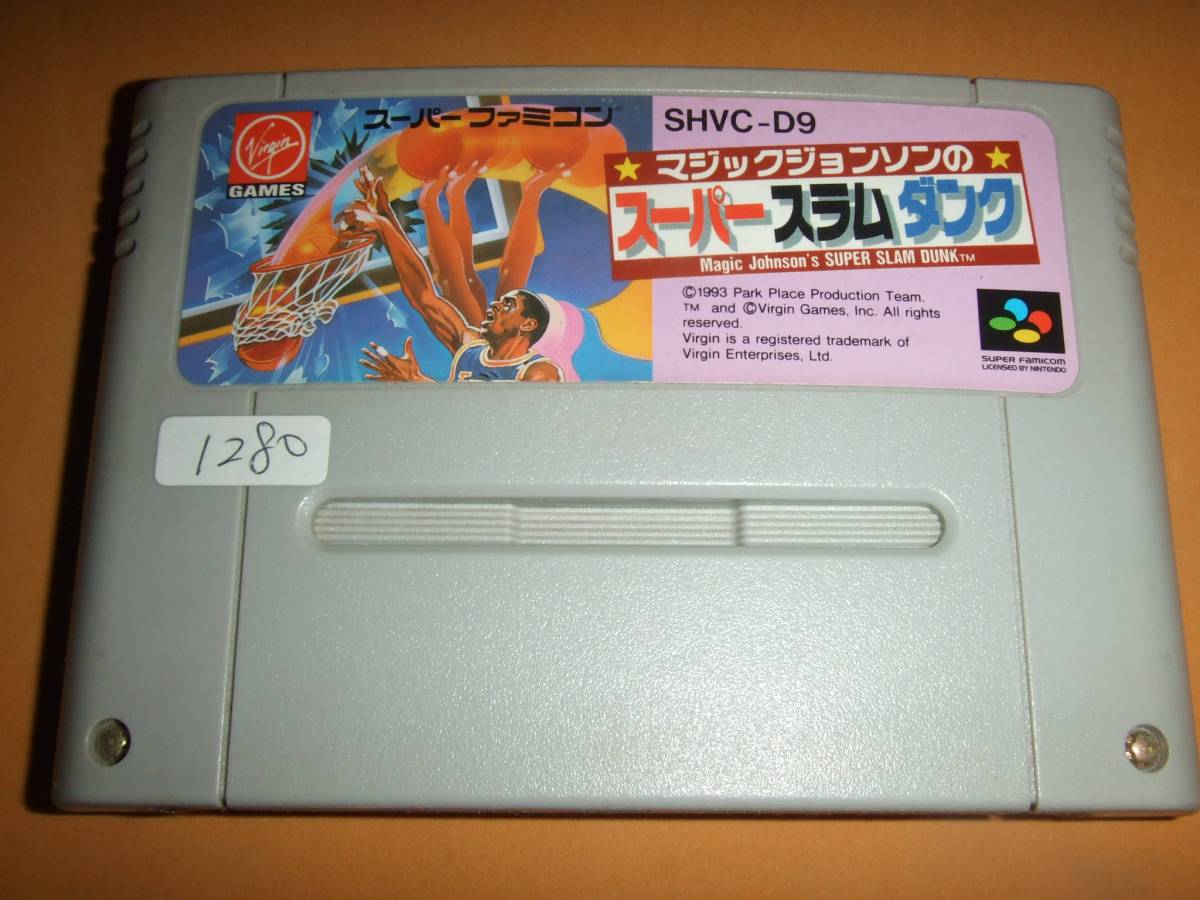 Virgin
GAMES
スーパーファミコン
SHVC-D9
マジックジョンソンの
スーパー スラム ダンク
Magic Johnson's SUPER SLAM DUNK™
©1993 Park Place Production Team.
™ and ©Virgin Games, Inc. All rights
reserved.
Virgin is a registered trademark of
Virgin Enterprises, Ltd.
SUPER FAMICOM
LICENSED BY NINTENDO
1280